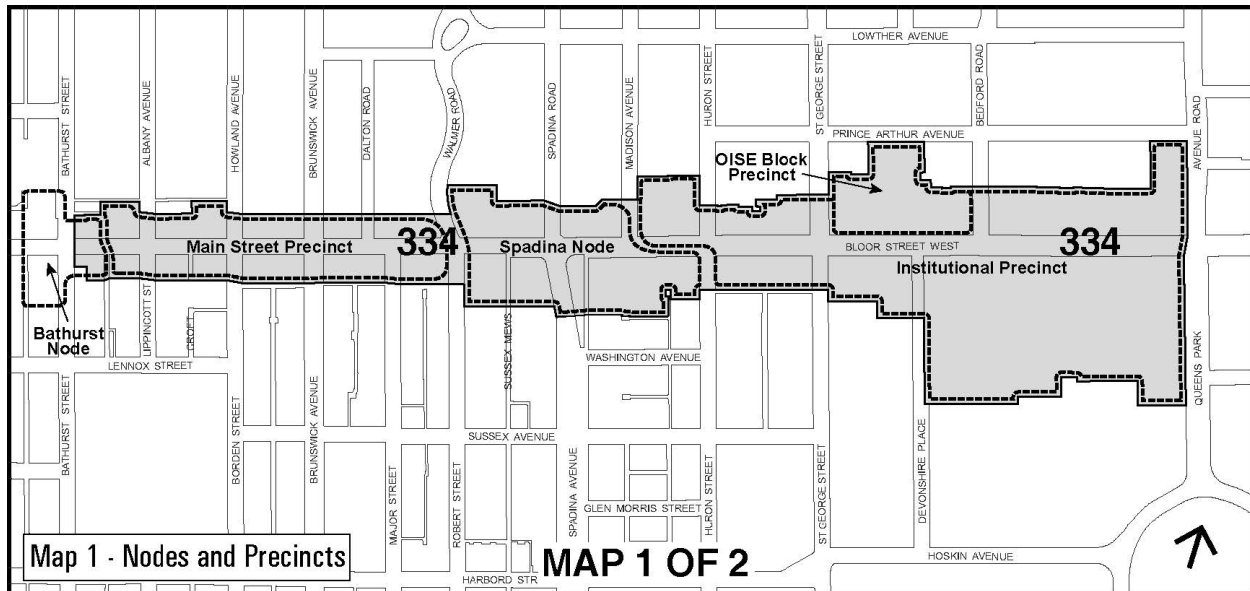 LOWTHER AVENUE
BATHURST STREET
ALBANY AVENUE
HOWLAND AVENUE
BRUNSWICK AVENUE
DALTON ROAD
WALMER ROAD
SPADINA ROAD
MADISON AVENUE
HURON STREET
ST GEORGE STREET
BEDFORD ROAD
AVENUE ROAD
PRINCE ARTHUR AVENUE
OISE Block
Precinct
Main Street Precinct
334
Spadina Node
BLOOR STREET WEST
334
Institutional Precinct
Bathurst
Node
LENNOX STREET
LIPPINCOTT ST
CROFT
SUSSEX MEWS
WASHINGTON AVENUE
QUEENS PARK
BATHURST STREET
BORDEN STREET
BRUNSWICK AVENUE
MAJOR STREET
ROBERT STREET
SUSSEX AVENUE
SPADINA AVENUE
GLEN MORRIS STREET
HURON STREET
ST GEORGE STREET
DEVONSHIRE PLACE
HOSKIN AVENUE
Map 1 - Nodes and Precincts
MAP 1 OF 2
HARBORD STR